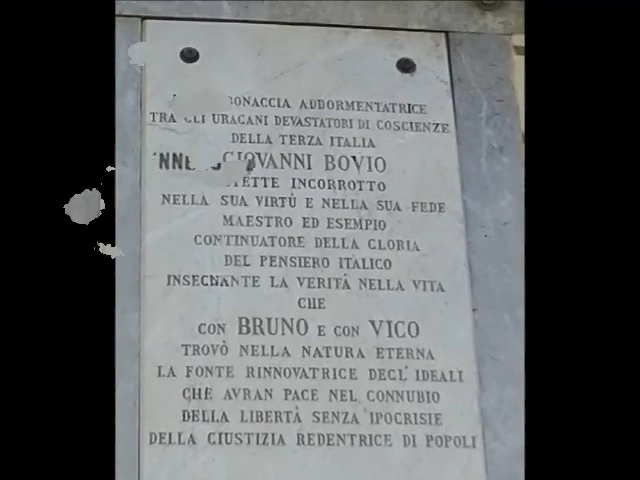 BONACCIA ADDORMENTATRICE
TRA GLI URAGANI DEVASTATORI DI COSCIENZE
DELLA TERZA ITALIA
GIOVANNI BOVIO
STETTE INCORROTTO
NELLA SUA VIRTÙ E NELLA SUA FEDE
MAESTRO ED ESEMPIO
CONTINUATORE DELLA GLORIA
DEL PENSIERO ITALICO
INSEGNANTE LA VERITÀ NELLA VITA
CHE
CON BRUNO E CON VICO
TROVÒ NELLA NATURA ETERNA
LA FONTE RINNOVATRICE DEGL' IDEALI
CHE AVRAN PACE NEL CONNUBIO
DELLA LIBERTÀ SENZA IPOCRISIE
DELLA GIUSTIZIA REDENTRICE DI POPOLI